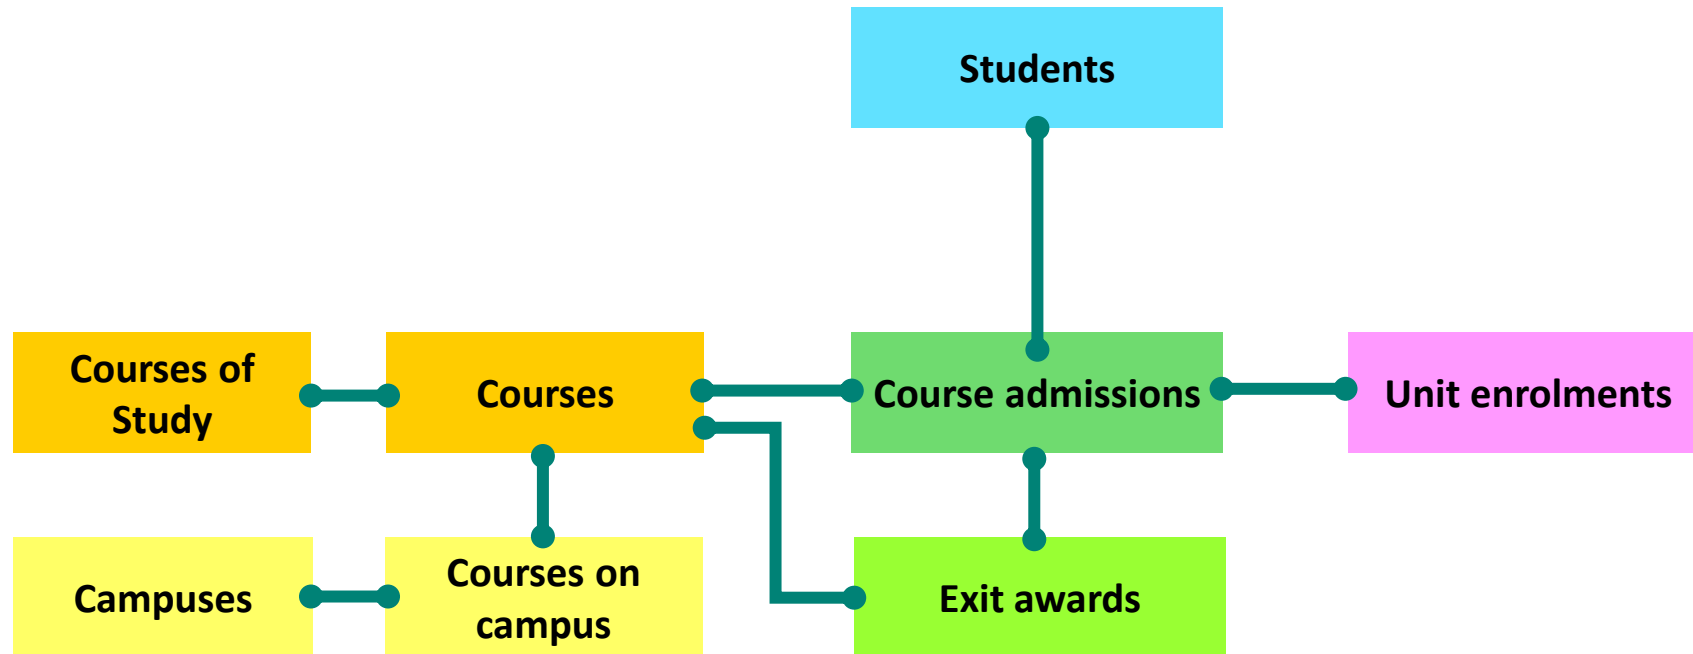 Students
Courses of
Study
Courses
Course admissions
Unit enrolments
Campuses
Courses on
campus
Exit awards